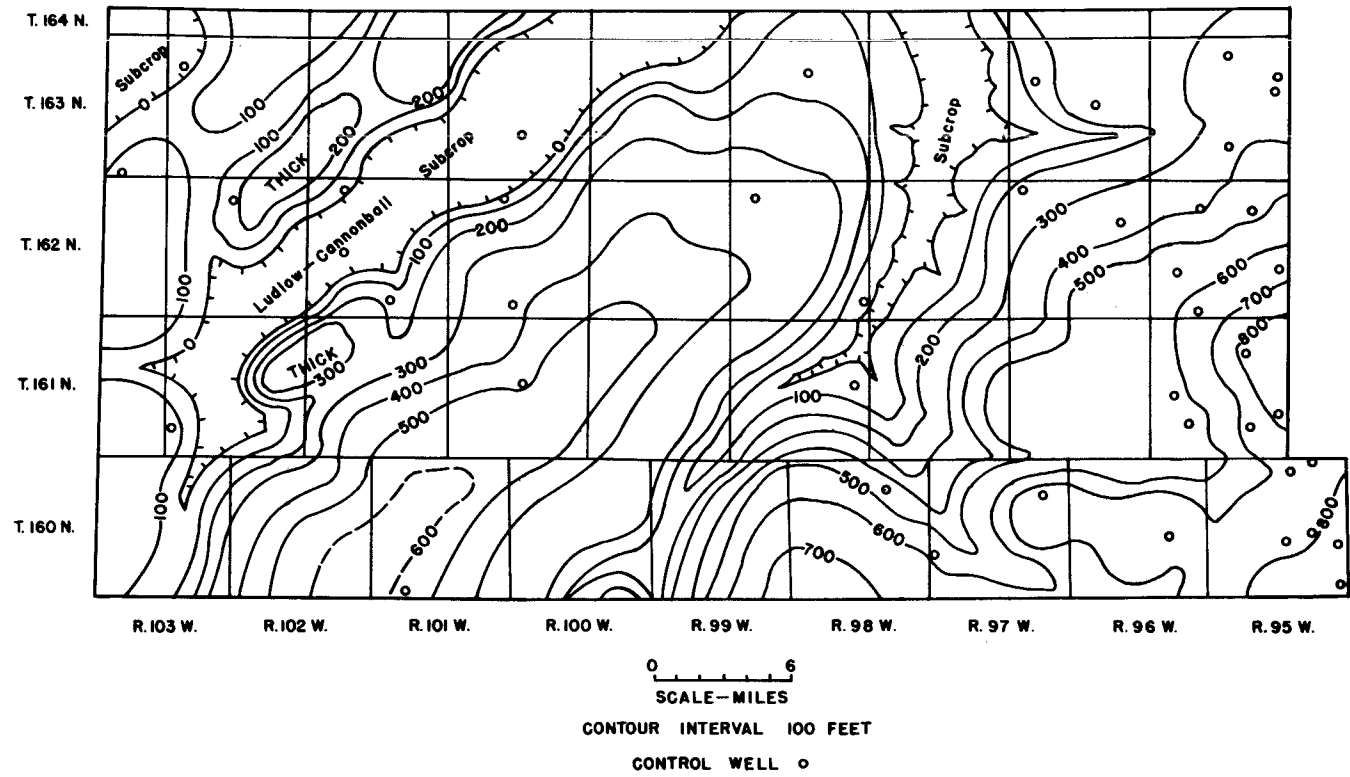 T. 164 N.
T. 163 N.
T. 162 N.
T. 161 N.
T. 160 N.
Subcrop
0
100
100
200
200
THICK
Subcrop
Ludlow-Cannonball
0
Subcrop
100
200
100
0
THICK
300
300
400
500
300
400
500
600
700
800
200
100
100
600
500
600
700
800
R. 103 W.
R. 102 W.
R. 101 W.
R. 100 W.
R. 99 W.
R. 98 W.
R. 97 W.
R. 96 W.
R. 95 W.
0 6
SCALE-MILES
CONTOUR INTERVAL 100 FEET
CONTROL WELL